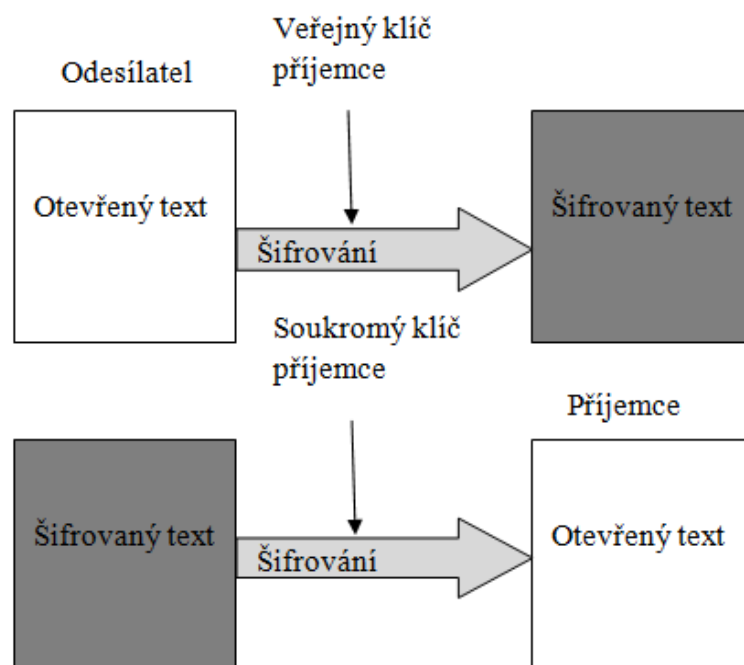 Veřejný klíč
příjemce
Odesílatel
Otevřený text
Šifrování
Šifrovaný text
Soukromý klíč
příjemce
Příjemce
Šifrovaný text
Šifrování
Otevřený text